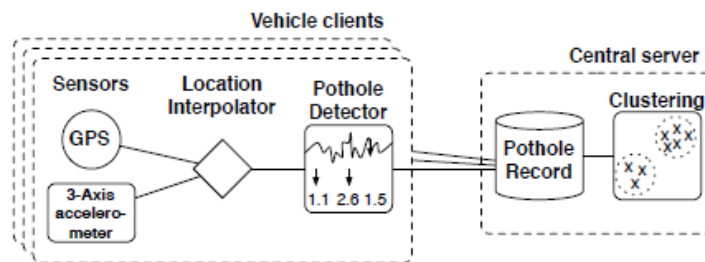 Vehicle clients
Central server
Sensors
Location
Interpolator
Pothole
Detector
Clustering
GPS
3-Axis
accelero-
meter
1.1 2.6 1.5
Pothole
Record
x x
x x x
x x
x